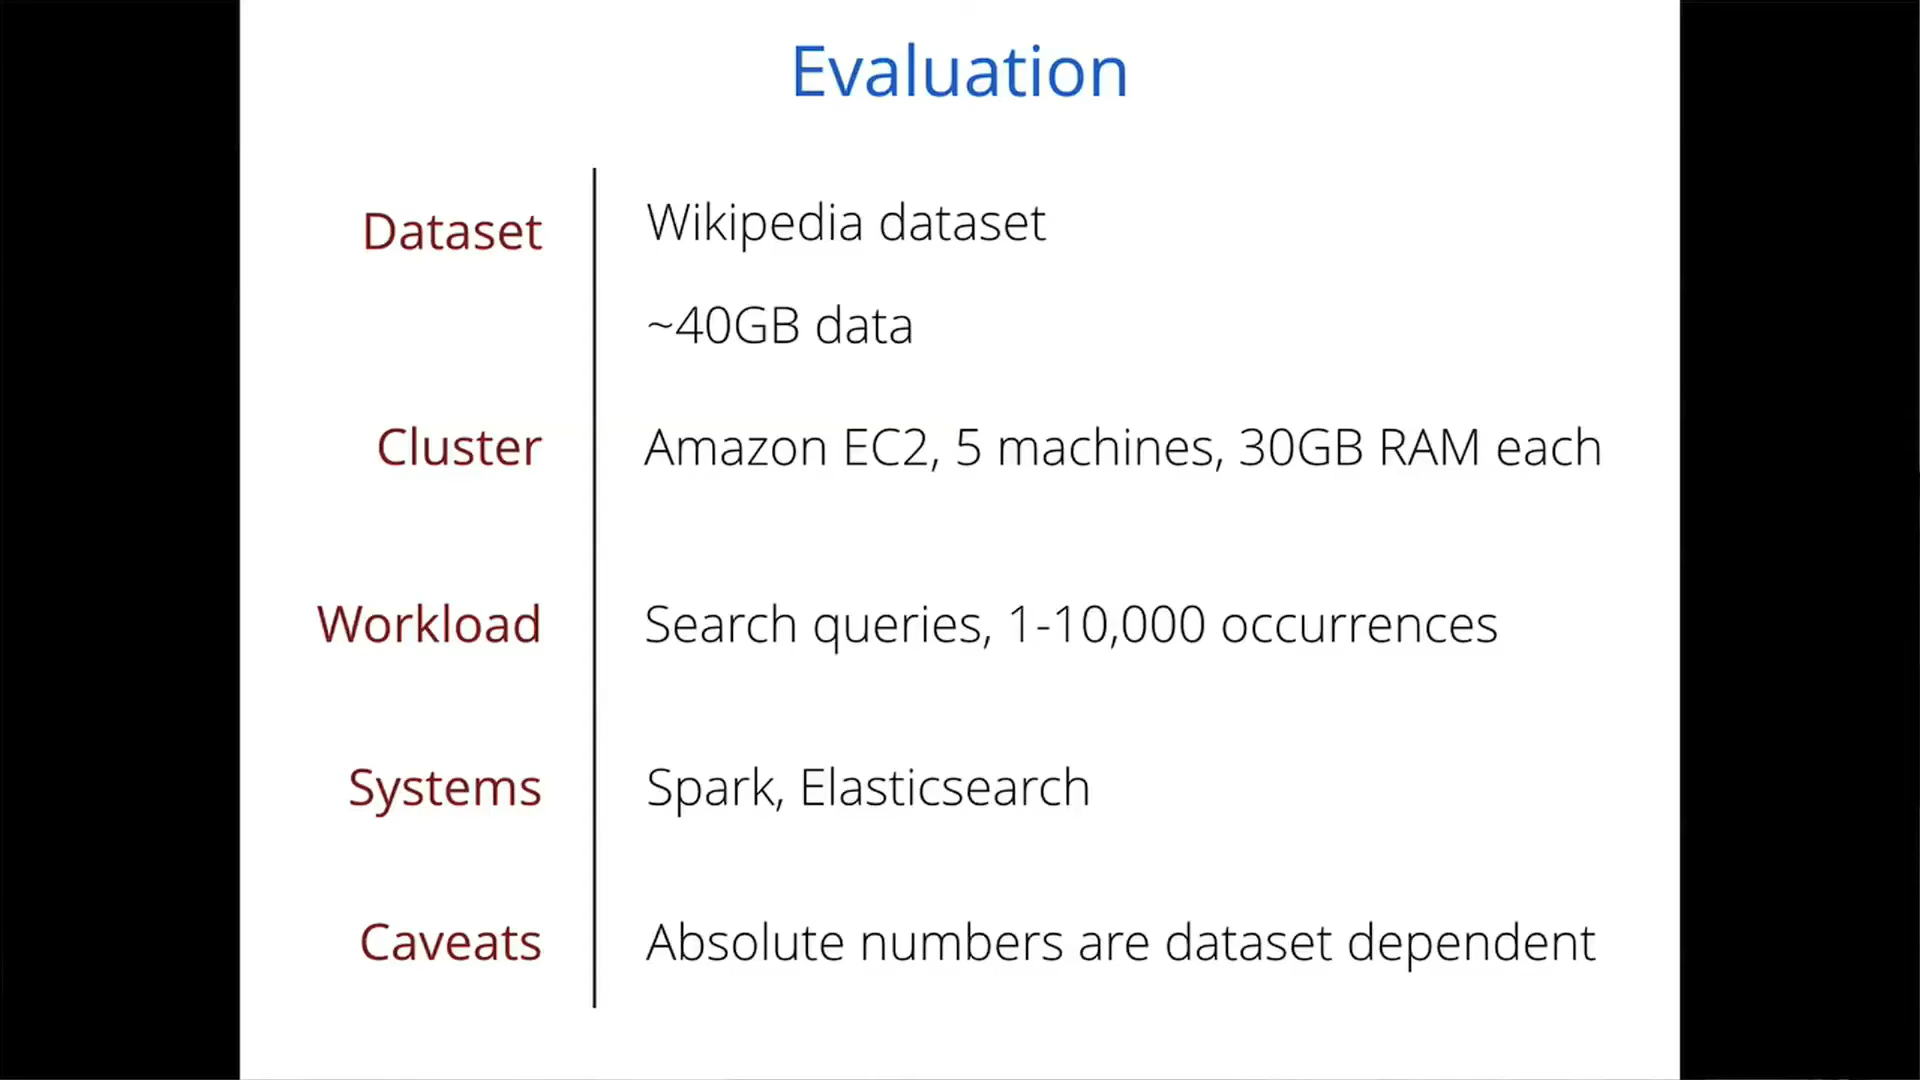 Evaluation
Dataset
Wikipedia dataset
~40GB data
Cluster
Amazon EC2, 5 machines, 30GB RAM each
Workload
Search queries, 1-10,000 occurrences
Systems
Spark, Elasticsearch
Caveats
Absolute numbers are dataset dependent